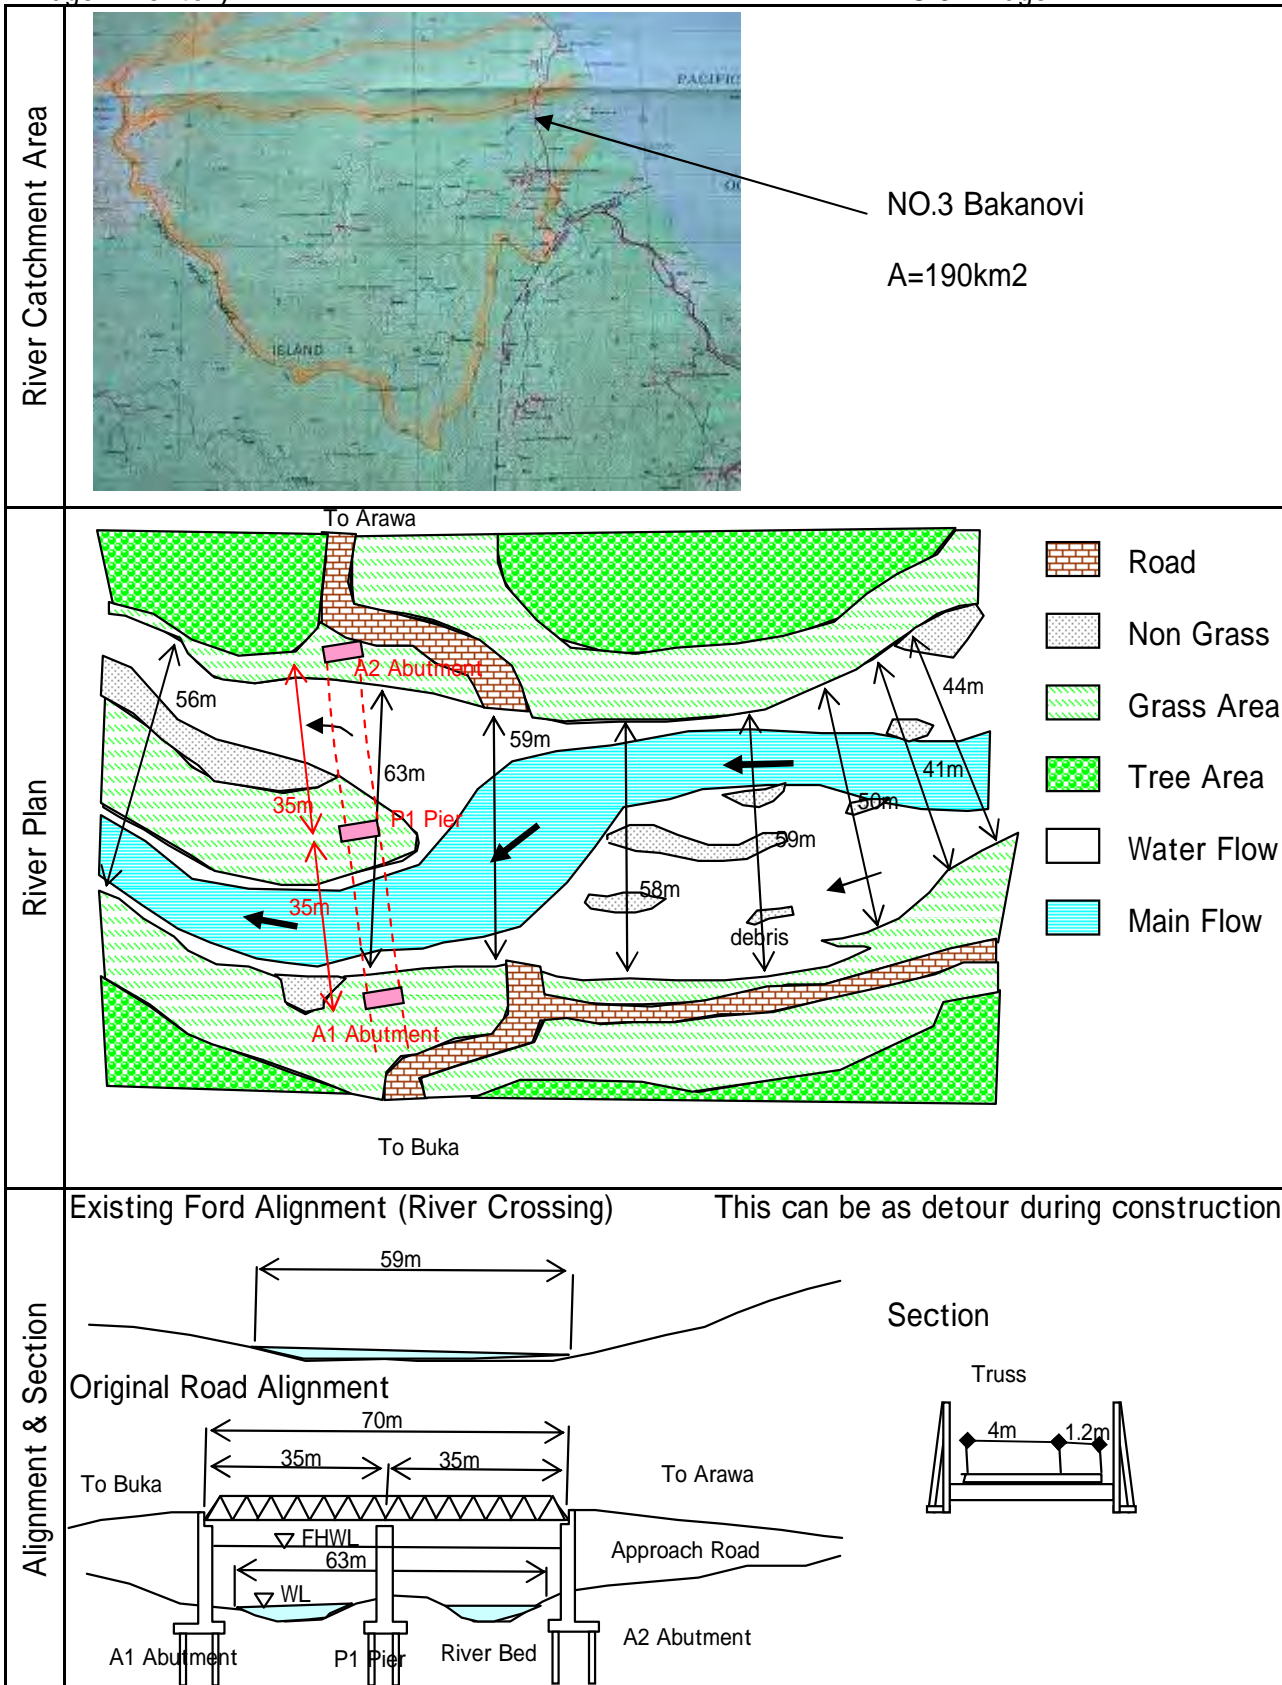 River Catchment Area
PACIFIC
ISLAND
NO.3 Bakanovi
A=190km2
River Plan
To Arawa
A2 Abutment
56m
63m
59m
44m
41m
50m
59m
58m
35m
P1 Pier
35m
debris
A1 Abutment
To Buka
Road
Non Grass
Grass Area
Tree Area
Water Flow
Main Flow
Alignment & Section
Existing Ford Alignment (River Crossing)
This can be as detour during construction
59m
Original Road Alignment
70m
35m
35m
To Buka
To Arawa
FHWL
63m
WL
Approach Road
A1 Abutment
P1 Pier
River Bed
A2 Abutment
Section
Truss
4m
1.2m